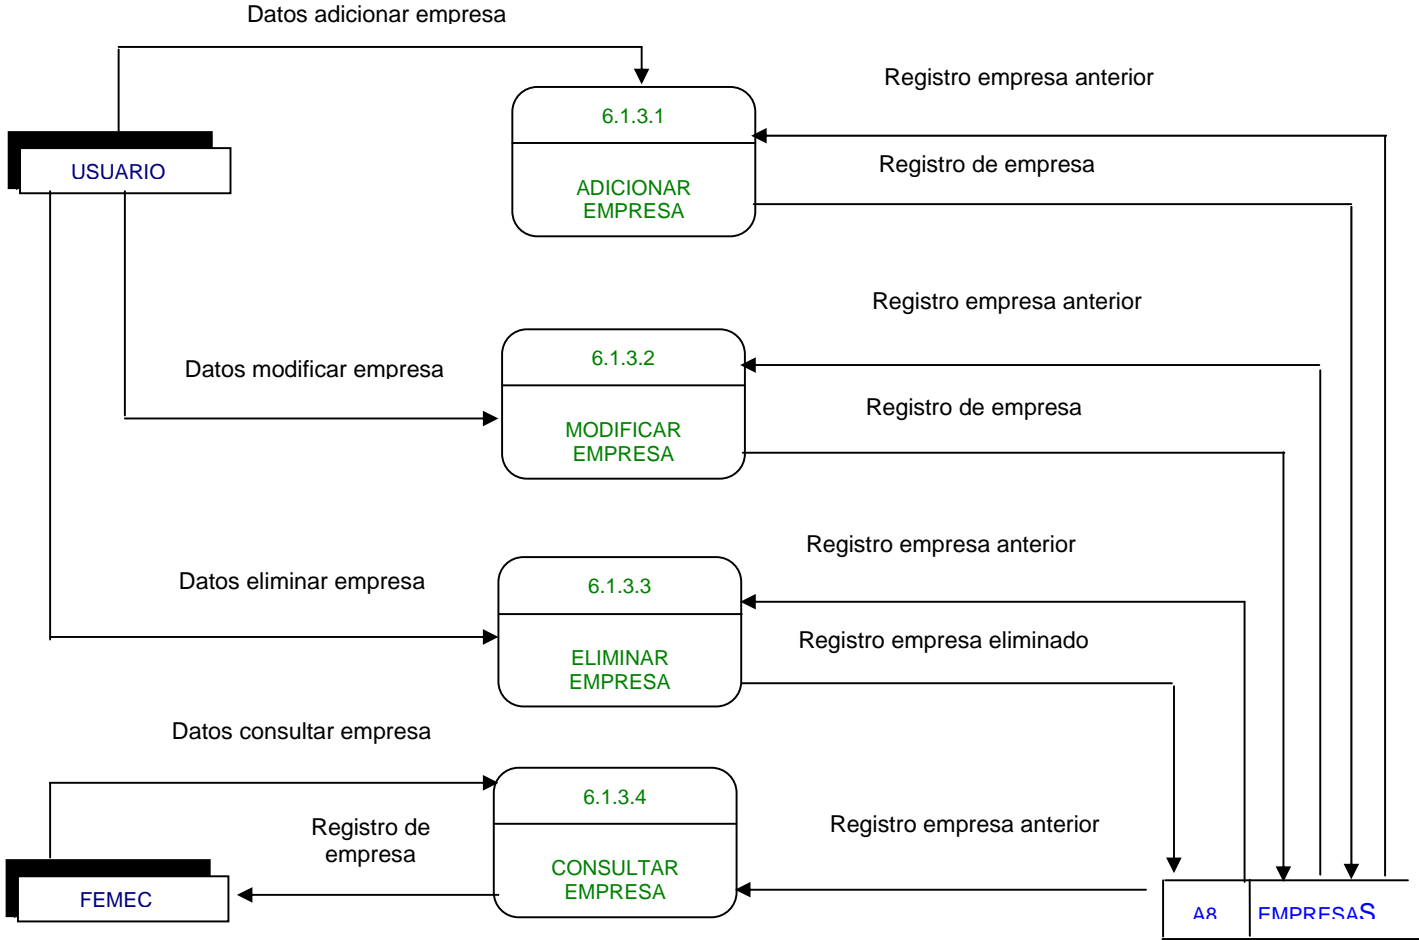 Datos adicionar empresa
Registro empresa anterior
6.1.3.1
USUARIO
Registro de empresa
ADICIONAR
EMPRESA
Registro empresa anterior
Datos modificar empresa
6.1.3.2
Registro de empresa
MODIFICAR
EMPRESA
Registro empresa anterior
Datos eliminar empresa
6.1.3.3
Registro empresa eliminado
ELIMINAR
EMPRESA
Datos consultar empresa
6.1.3.4
Registro de
empresa
Registro empresa anterior
CONSULTAR
EMPRESA
FEMEC
A8
EMPRESAS